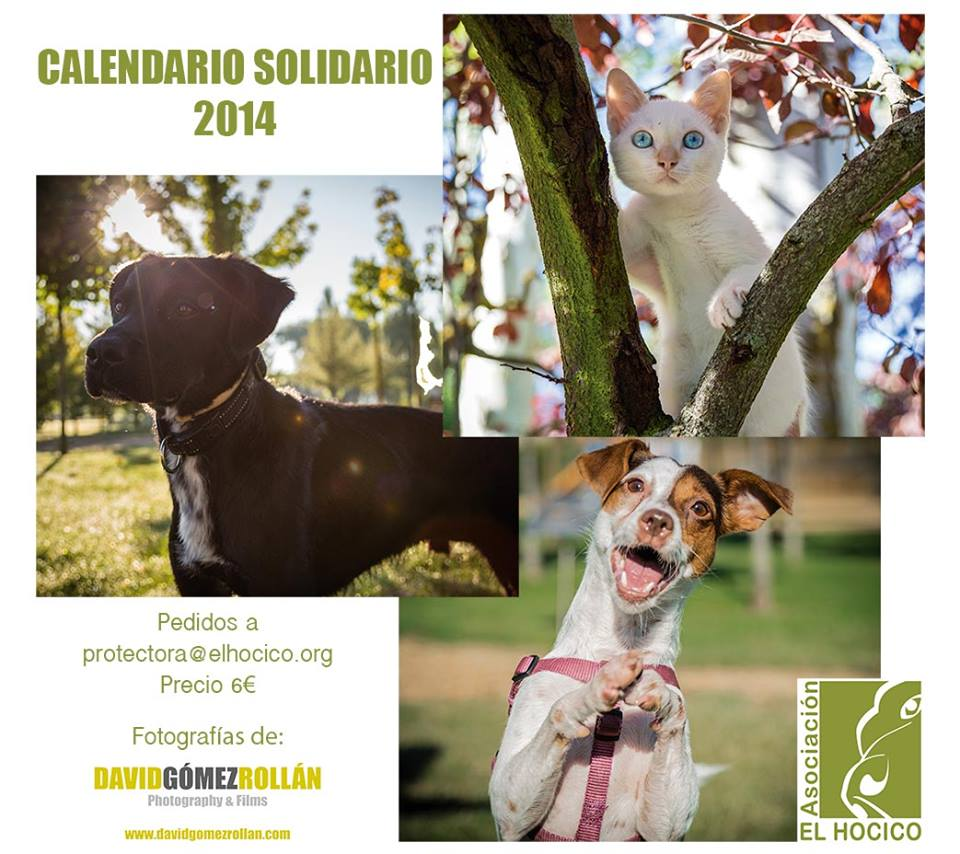 CALENDARIO SOLIDARIO
2014
Pedidos a
protectora@elhocico.org
Precio 6€
Fotografías de:
DAVIDGÓMEZROLLÁN
Photography & Films
www.davidgomezrollan.com
Asociación
EL HOCICO